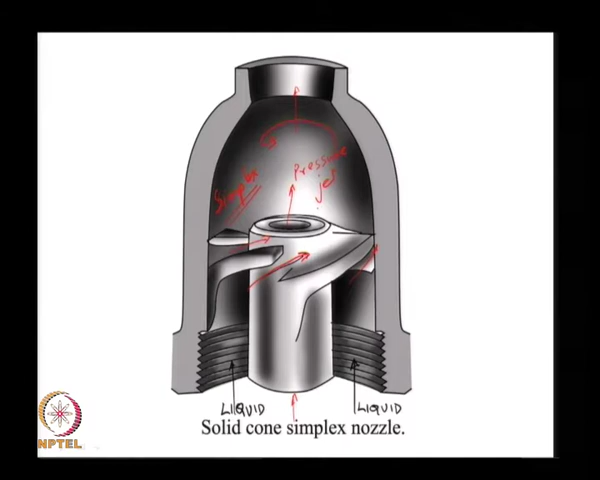 Simplex
Pressure
jet
LIQUID
LIQUID
Solid cone simplex nozzle.
NPTEL